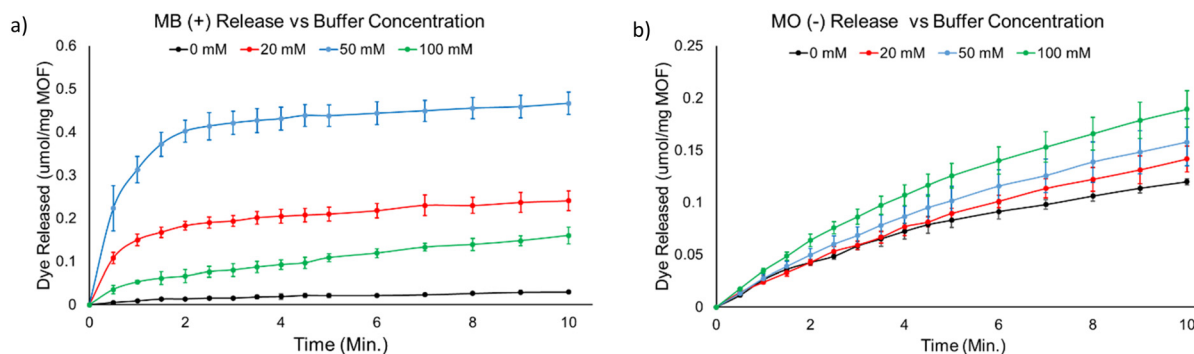 a)
MB (+) Release vs Buffer Concentration
0 mM 20 mM 50 mM 100 mM
Dye Released (umol/mg MOF)
0.6
0.5
0.4
0.3
0.2
0.1
0
0 2 4 6 8 10
Time (Min.)
b)
MO (-) Release vs Buffer Concentration
0 mM 20 mM 50 mM 100 mM
Dye Released (umol/mg MOF)
0.25
0.2
0.15
0.1
0.05
0
0 2 4 6 8 10
Time (Min.)